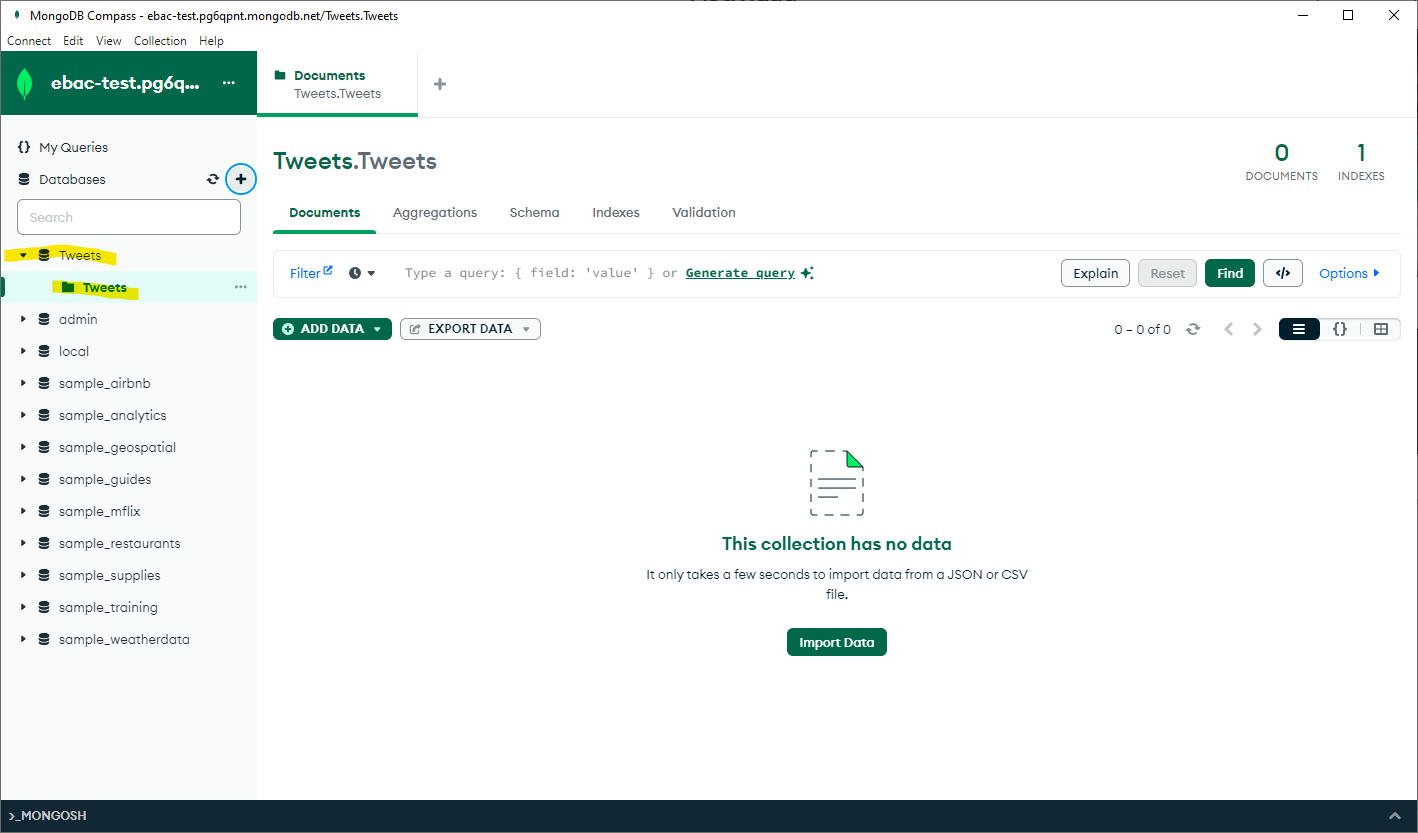 MongoDB Compass - ebac-test.pg6qpnt.mongodb.net/Tweets.Tweets
Connect Edit View Collection Help
ebac-test.pg6q...
Documents
Tweets.Tweets
{} My Queries
Databases
Search
Tweets
Tweets
admin
local
sample_airbnb
sample_analytics
sample_geospatial
sample_guides
sample_mflix
sample_restaurants
sample_supplies
sample_training
sample_weatherdata
Tweets.Tweets
0
DOCUMENTS
1
INDEXES
Documents Aggregations Schema Indexes Validation
Filter Type a query: { field: 'value' } or Generate query Explain Reset Find </> Options
ADD DATA EXPORT DATA 0 – 0 of 0 {}
This collection has no data
It only takes a few seconds to import data from a JSON or CSV
file.
Import Data
>_MONGOSH